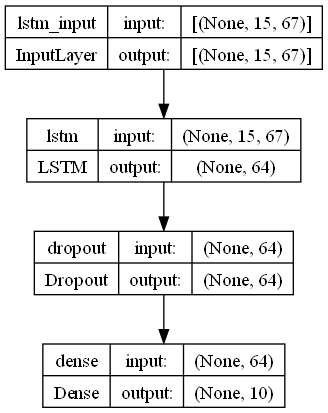 lstm_input input: [(None, 15, 67)]
InputLayer output: [(None, 15, 67)]
lstm input: (None, 15, 67)
LSTM output: (None, 64)
dropout input: (None, 64)
Dropout output: (None, 64)
dense input: (None, 64)
Dense output: (None, 10)